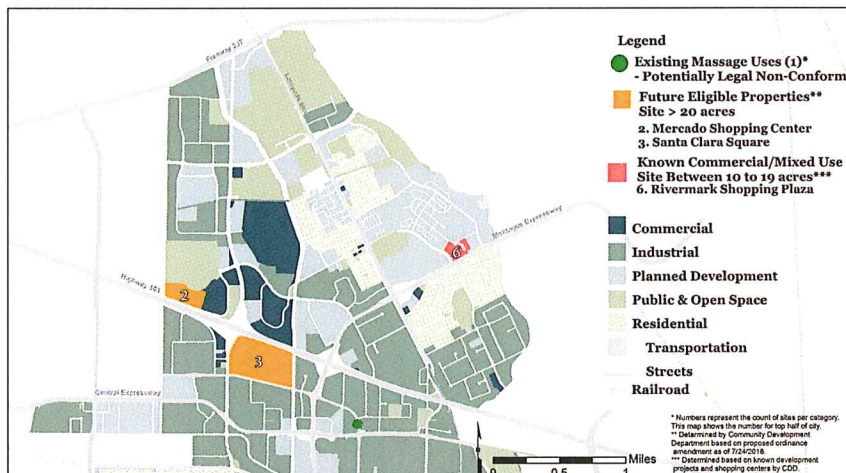 Legend
Existing Massage Uses (1)*
- Potentially Legal Non-Conform
Future Eligible Properties**
Site > 20 acres
2. Mercado Shopping Center
3. Santa Clara Square
Known Commercial/Mixed Use
Site Between 10 to 19 acres***
6. Rivermark Shopping Plaza
Commercial
Industrial
Planned Development
Public & Open Space
Residential
Transportation
Streets
Railroad
* Numbers represent the count of sites per category.
This map shows the number for top half of city.
** Determined by Community Development
Department based on proposed ordinance
amendment as of 7/24/2018.
*** Determined based on known development
projects and shopping centers by CDD.
Freeway 237
Montague Expressway
6
Highway 101
2
3
Central Expressway
Miles
0 0.5 1